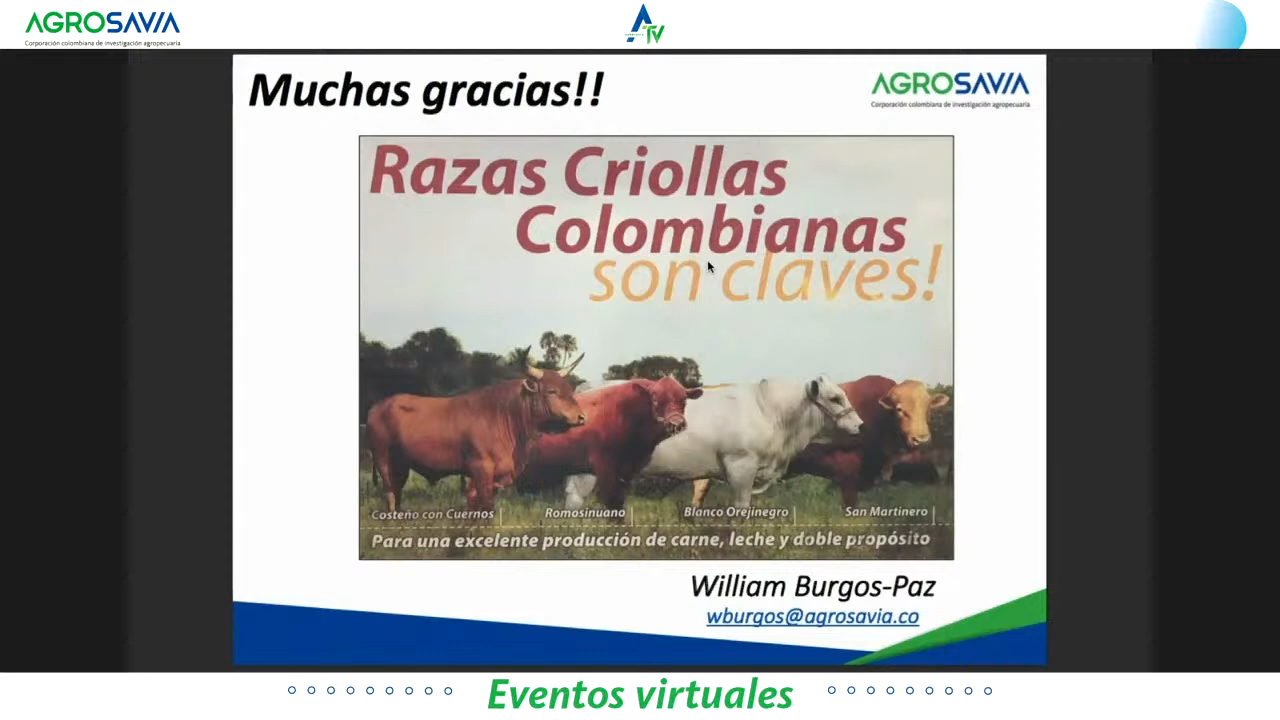 AGROSAVIA
Corporación colombiana de investigación agropecuaria
ATV
Muchas gracias!!
AGROSAVIA
Corporación colombiana de investigación agropecuaria
Razas Criollas
Colombianas
son claves!
Costeño con Cuernos
Romosinuano
Blanco Orejinegro
San Martinero
Para una excelente producción de carne, leche y doble propósito
William Burgos-Paz
wburgos@agrosavia.co
Eventos virtuales